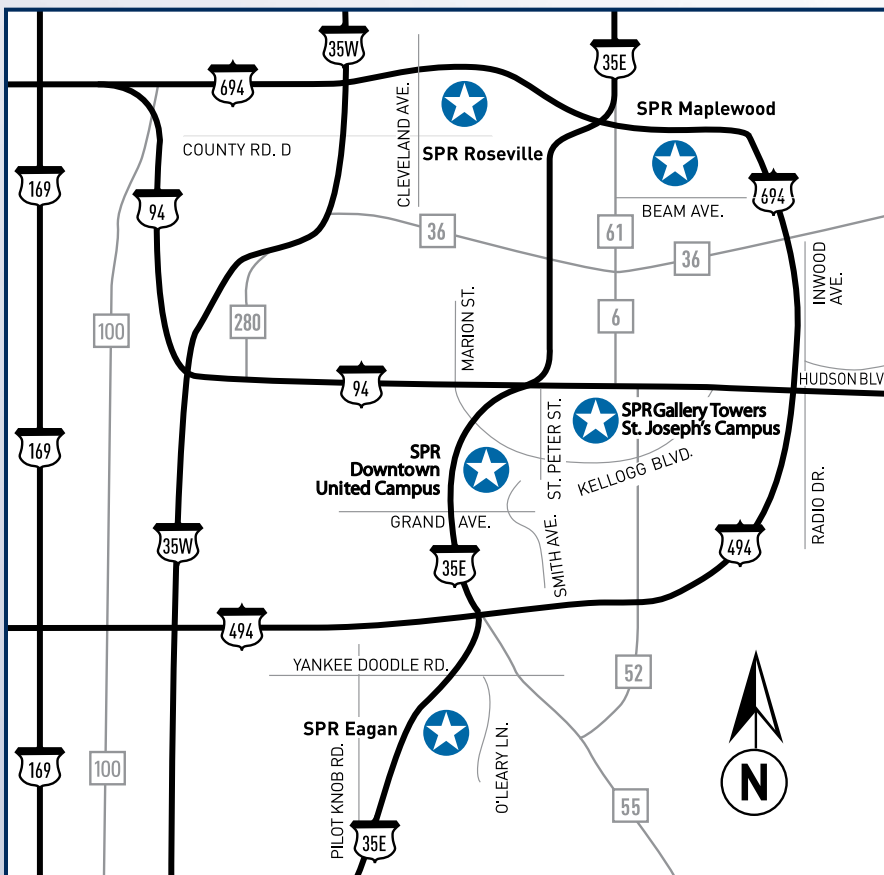 35W
35E
694
CLEVELAND AVE.
SPR Maplewood
COUNTY RD. D
SPR Roseville
169
94
694
BEAM AVE.
36
61
36
INWOOD
AVE.
100
280
MARION ST.
6
94
HUDSON BLV
SPR Gallery Towers
St. Joseph's Campus
ST. PETER ST.
SPR
Downtown
United Campus
169
KELLOGG BLVD.
RADIO DR.
GRAND AVE.
SMITH AVE.
35W
35E
494
494
YANKEE DOODLE RD.
52
SPR Eagan
PILOT KNOB RD.
O'LEARY LN.
169
100
55
N
35E